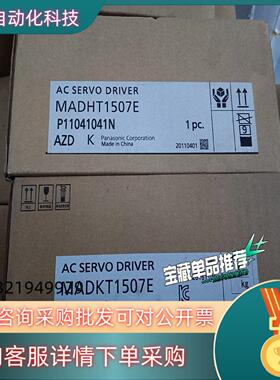 自动化科技
AC SERVO DRIVER
MADHT1507E
P11041041N
1 pc.
AZD K Panasonic Corporation
Made in China
20110401
9
宝藏单品推荐
AC SERVO DRIVER
MADKT1507E
kg
咨询采购批发可对公开票
客服详情下单采购